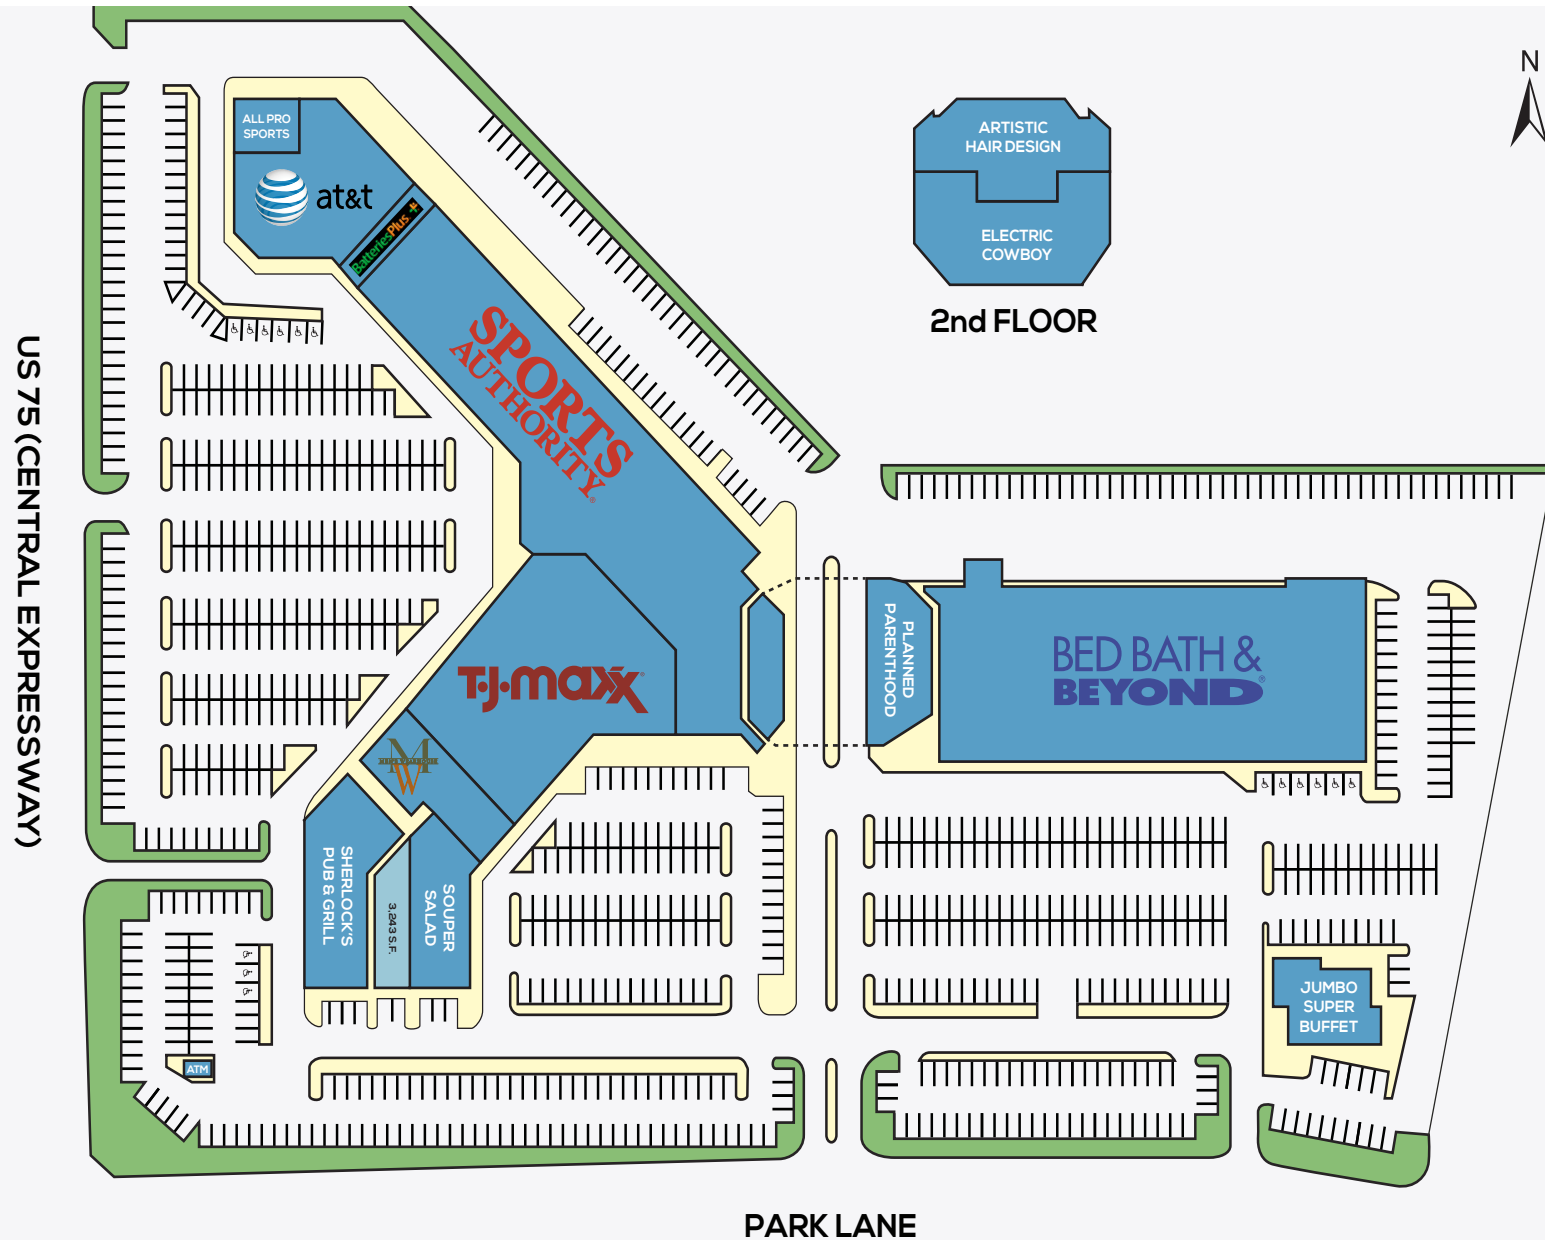 N
ALL PRO
SPORTS
at&t
BatteriesPlus +
SPORTS
AUTHORITY®
ARTISTIC
HAIR DESIGN
ELECTRIC
COWBOY
2nd FLOOR
US 75 (CENTRAL EXPRESSWAY)
T·J·maxx®
MW
PLANNED
PARENTHOOD
BED BATH &
BEYOND®
SHERLOCK'S
PUB & GRILL
3,243 S.F.
SOUPER
SALAD
JUMBO
SUPER
BUFFET
ATM
PARK LANE